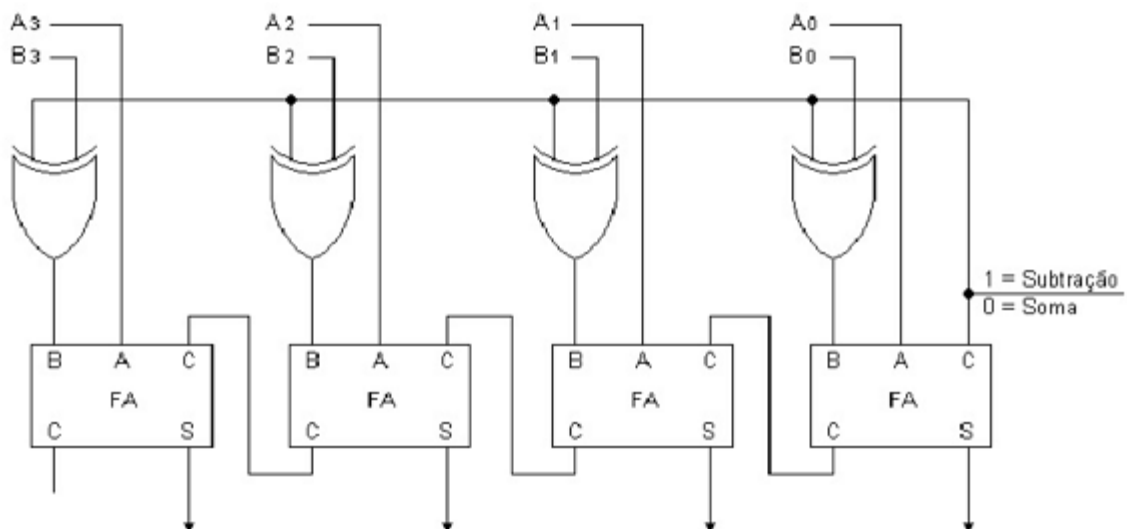 A3 A2 A1 A0
B3 B2 B1 B0
1 = Subtração
0 = Soma
B A C B A C B A C B A C
FA FA FA FA
C S C S C S C S